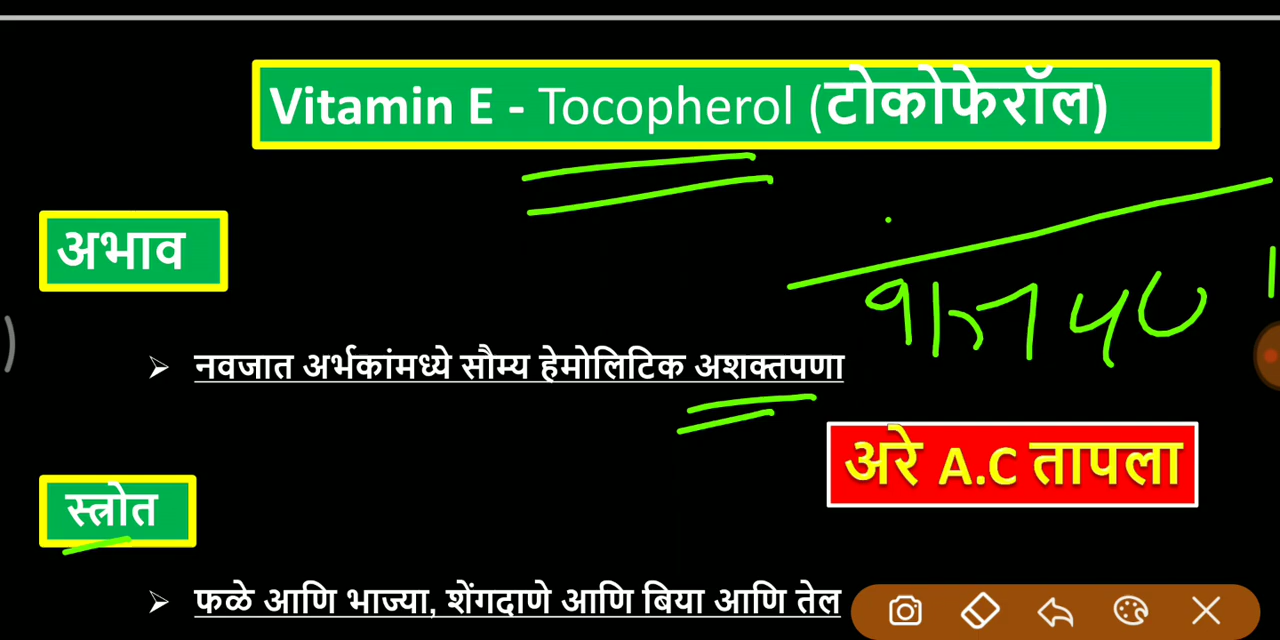 Vitamin E - Tocopherol (टोकोफेरॉल)
अभाव
नवजात अर्भकांमध्ये सौम्य हेमोलिटिक अशक्तपणा
अरे A.C तापला
स्त्रोत
फळे आणि भाज्या, शेंगदाणे आणि बिया आणि तेल